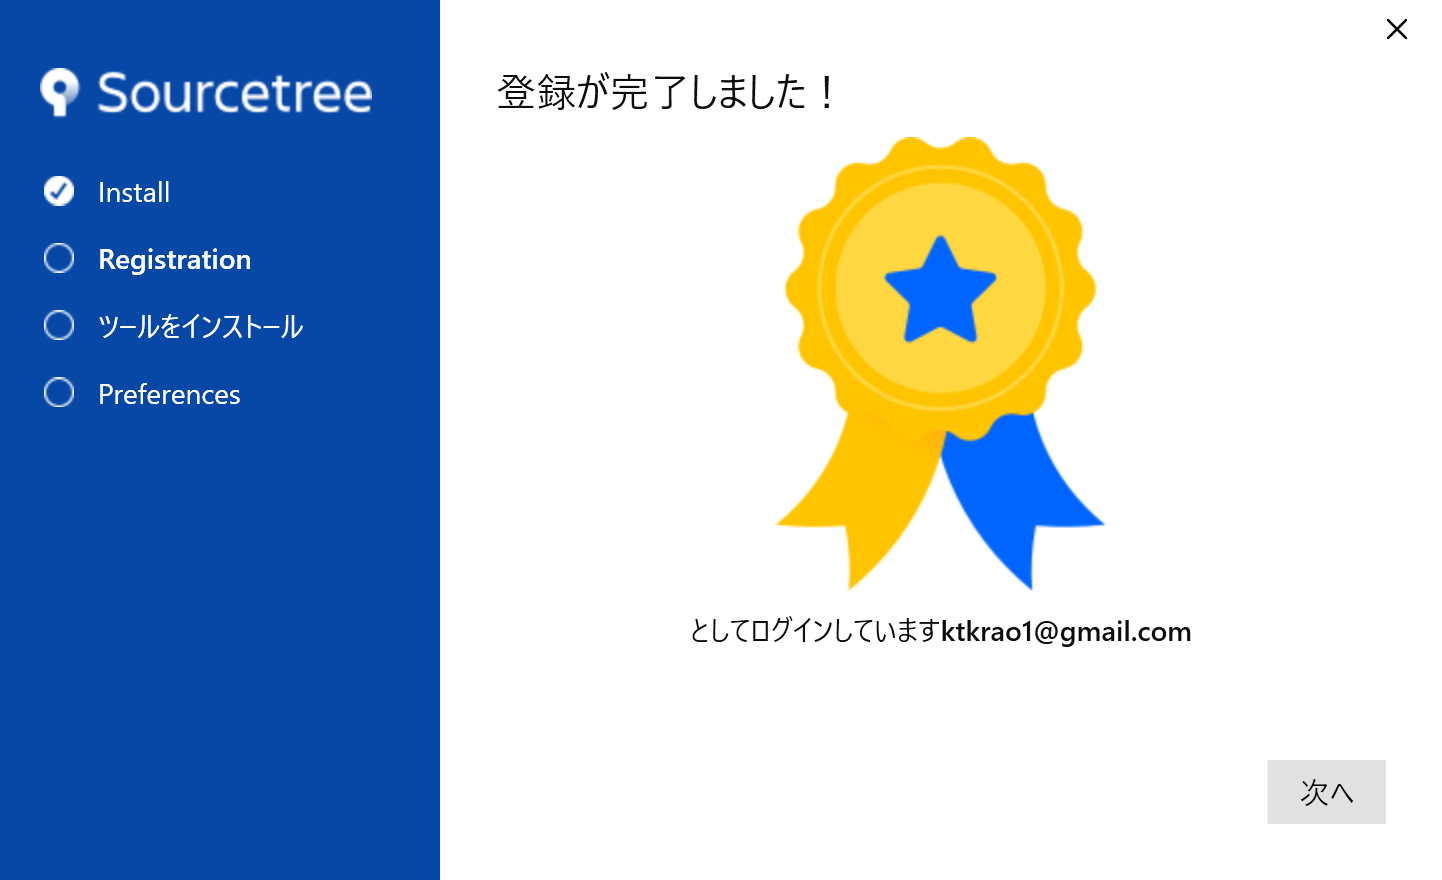 Sourcetree
Install
Registration
ツールをインストール
Preferences
登録が完了しました！
としてログインしていますktkrao1@gmail.com
次へ